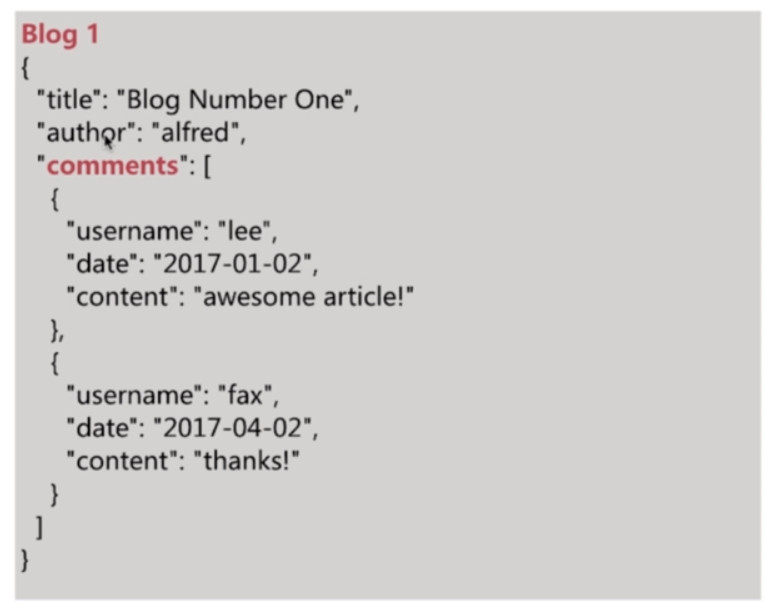 Blog 1
{
"title": "Blog Number One",
"author": "alfred",
"comments": [
{
"username": "lee",
"date": "2017-01-02",
"content": "awesome article!"
},
{
"username": "fax",
"date": "2017-04-02",
"content": "thanks!"
}
]
}